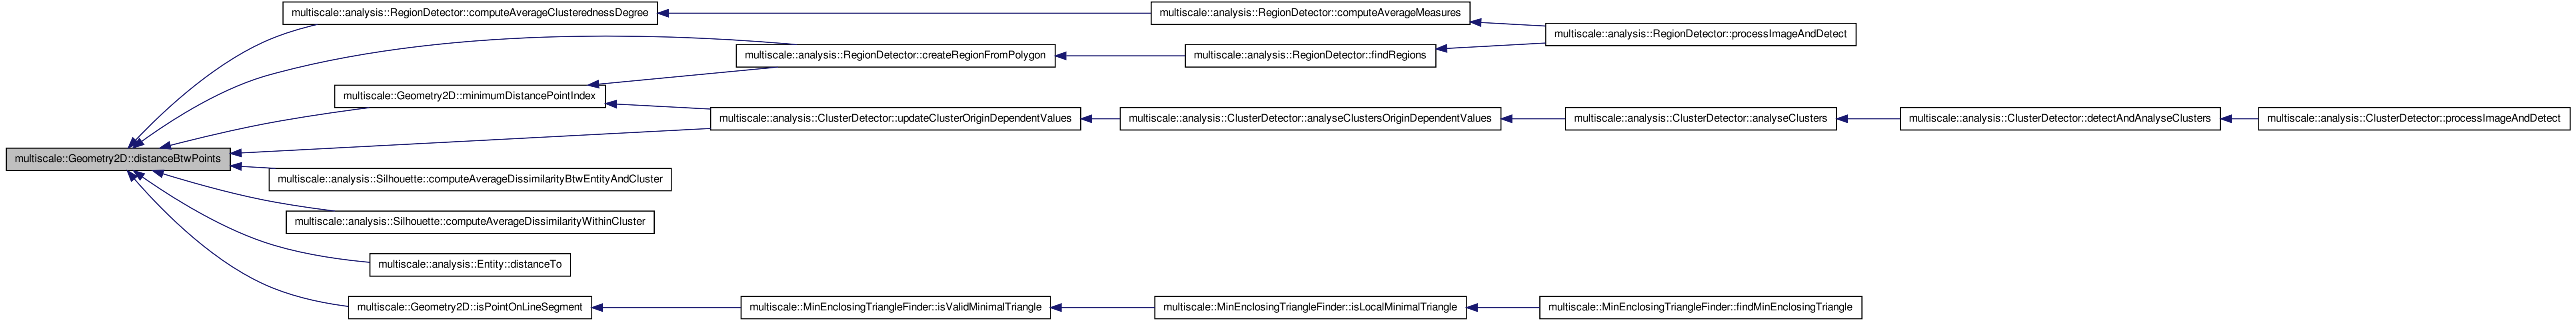 multiscale::analysis::RegionDetector::computeAverageClusterednessDegree
multiscale::analysis::RegionDetector::computeAverageMeasures
multiscale::analysis::RegionDetector::processImageAndDetect
multiscale::analysis::RegionDetector::createRegionFromPolygon
multiscale::analysis::RegionDetector::findRegions
multiscale::Geometry2D::minimumDistancePointIndex
multiscale::analysis::ClusterDetector::updateClusterOriginDependentValues
multiscale::analysis::ClusterDetector::analyseClustersOriginDependentValues
multiscale::analysis::ClusterDetector::analyseClusters
multiscale::analysis::ClusterDetector::detectAndAnalyseClusters
multiscale::analysis::ClusterDetector::processImageAndDetect
multiscale::Geometry2D::distanceBtwPoints
multiscale::analysis::Silhouette::computeAverageDissimilarityBtwEntityAndCluster
multiscale::analysis::Silhouette::computeAverageDissimilarityWithinCluster
multiscale::analysis::Entity::distanceTo
multiscale::Geometry2D::isPointOnLineSegment
multiscale::MinEnclosingTriangleFinder::isValidMinimalTriangle
multiscale::MinEnclosingTriangleFinder::isLocalMinimalTriangle
multiscale::MinEnclosingTriangleFinder::findMinEnclosingTriangle